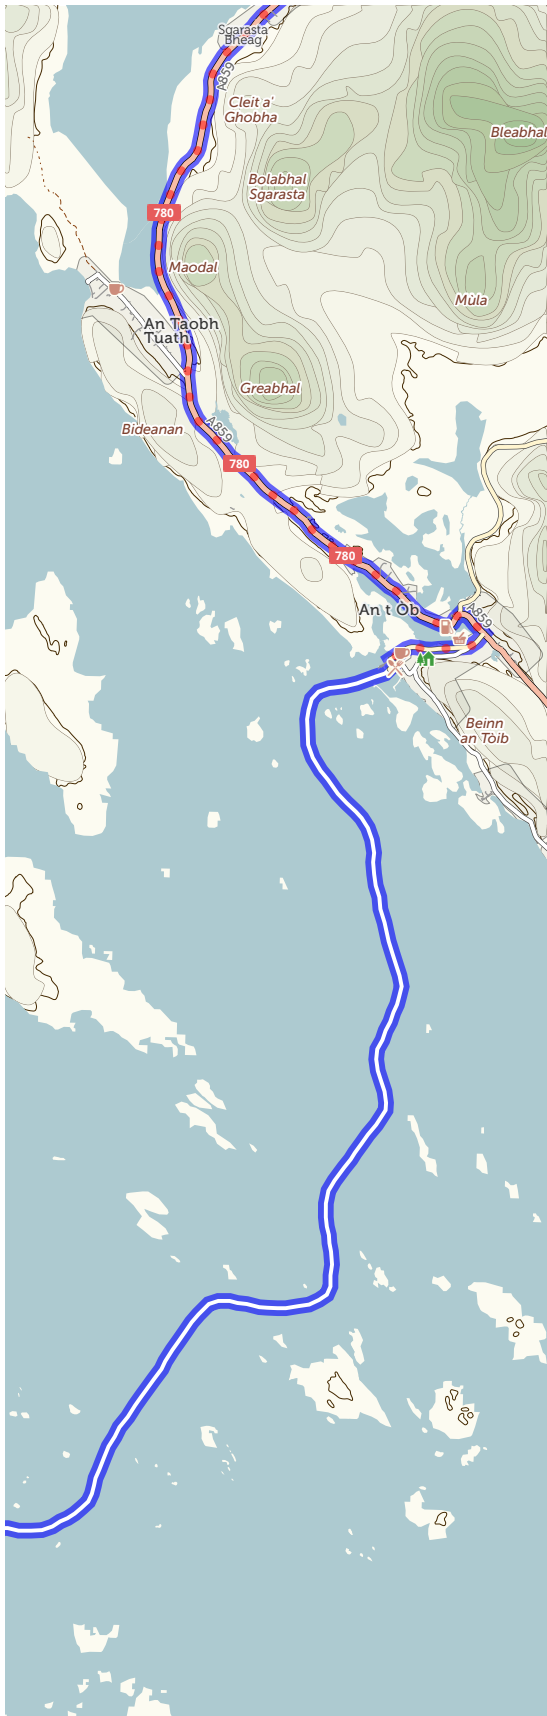 Sgarasta
Bheag
A859
Cleit a'
Ghobha
Bleabhal
Bolabhal
Sgarasta
780
Maodal
Mùla
An Taobh
Tuath
Greabhal
Bideanan
A859
780
780
An t Ob
A859
Beinn
an Tòib